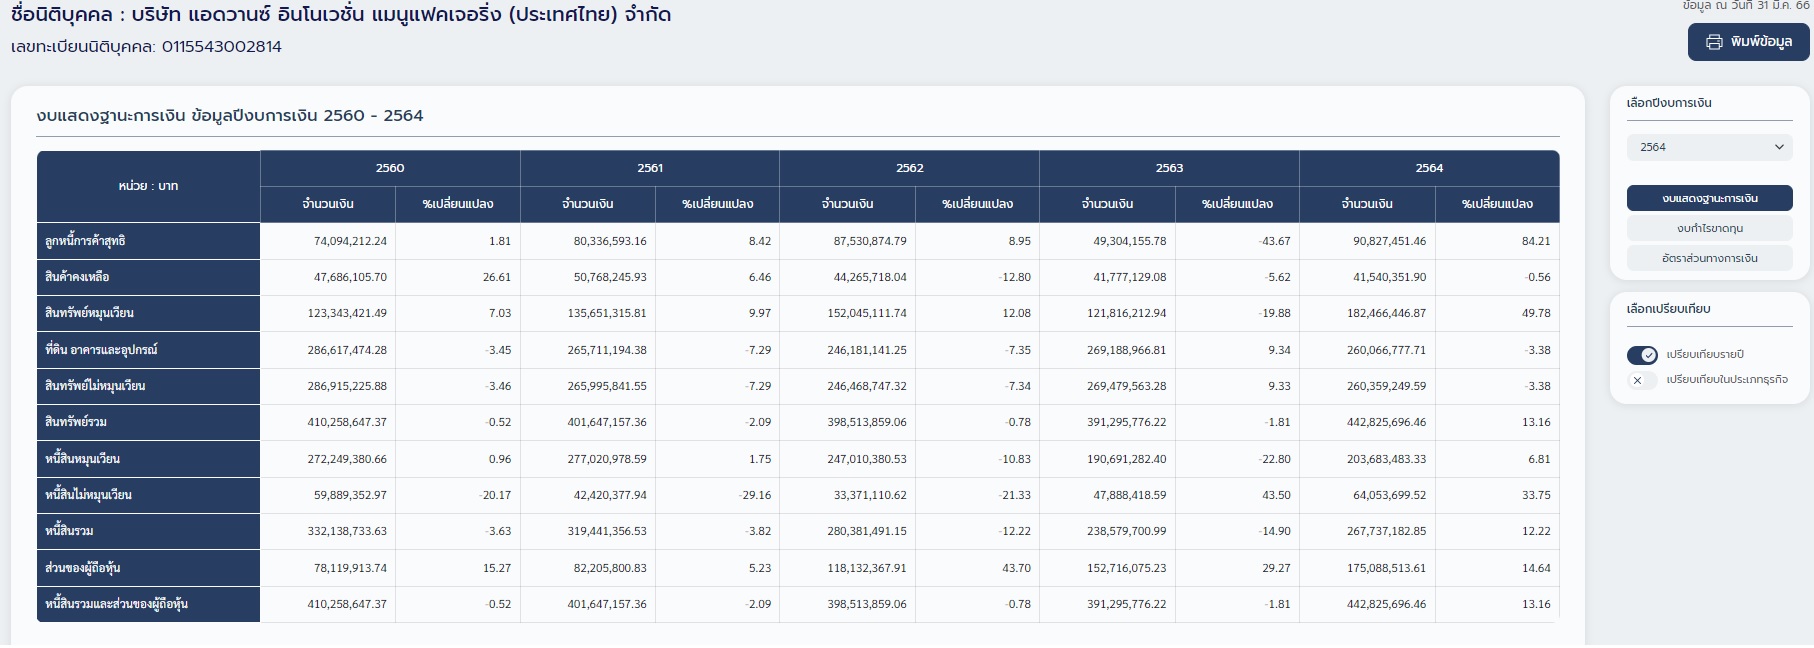 ชื่อนิติบุคคล : บริษัท แอดวานซ์ อินโนเวชั่น แมนูแฟคเจอริ่ง (ประเทศไทย) จำกัด
ข้อมูล ณ วันที่ 31 มี.ค. 66
เลขทะเบียนนิติบุคคล: 0115543002814
พิมพ์ข้อมูล
งบแสดงฐานะการเงิน ข้อมูลปีงบการเงิน 2560 - 2564
หน่วย : บาท 2560 2561 2562 2563 2564
จำนวนเงิน %เปลี่ยนแปลง จำนวนเงิน %เปลี่ยนแปลง จำนวนเงิน %เปลี่ยนแปลง จำนวนเงิน %เปลี่ยนแปลง จำนวนเงิน %เปลี่ยนแปลง
ลูกหนี้การค้าสุทธิ 74,094,212.24 1.81 80,336,593.16 8.42 87,530,874.79 8.95 49,304,155.78 -43.67 90,827,451.46 84.21
สินค้าคงเหลือ 47,686,105.70 26.61 50,768,245.93 6.46 44,265,718.04 -12.80 41,777,129.08 -5.62 41,540,351.90 -0.56
สินทรัพย์หมุนเวียน 123,343,421.49 7.03 135,651,315.81 9.97 152,045,111.74 12.08 121,816,212.94 -19.88 182,466,446.87 49.78
ที่ดิน อาคารและอุปกรณ์ 286,617,474.28 -3.45 265,711,194.38 -7.29 246,181,141.25 -7.35 269,188,966.81 9.34 260,066,777.71 -3.38
สินทรัพย์ไม่หมุนเวียน 286,915,225.88 -3.46 265,995,841.55 -7.29 246,468,747.32 -7.34 269,479,563.28 9.33 260,359,249.59 -3.38
สินทรัพย์รวม 410,258,647.37 -0.52 401,647,157.36 -2.09 398,513,859.06 -0.78 391,295,776.22 -1.81 442,825,696.46 13.16
หนี้สินหมุนเวียน 272,249,380.66 0.96 277,020,978.59 1.75 247,010,380.53 -10.83 190,691,282.40 -22.80 203,683,483.33 6.81
หนี้สินไม่หมุนเวียน 59,889,352.97 -20.17 42,420,377.94 -29.16 33,371,110.62 -21.33 47,888,418.59 43.50 64,053,699.52 33.75
หนี้สินรวม 332,138,733.63 -3.63 319,441,356.53 -3.82 280,381,491.15 -12.22 238,579,700.99 -14.90 267,737,182.85 12.22
ส่วนของผู้ถือหุ้น 78,119,913.74 15.27 82,205,800.83 5.23 118,132,367.91 43.70 152,716,075.23 29.27 175,088,513.61 14.64
หนี้สินรวมและส่วนของผู้ถือหุ้น 410,258,647.37 -0.52 401,647,157.36 -2.09 398,513,859.06 -0.78 391,295,776.22 -1.81 442,825,696.46 13.16
เลือกปีงบการเงิน
2564
งบแสดงฐานะการเงิน
งบกำไรขาดทุน
อัตราส่วนทางการเงิน
เลือกเปรียบเทียบ
เปรียบเทียบรายปี
เปรียบเทียบในประเภทธุรกิจ